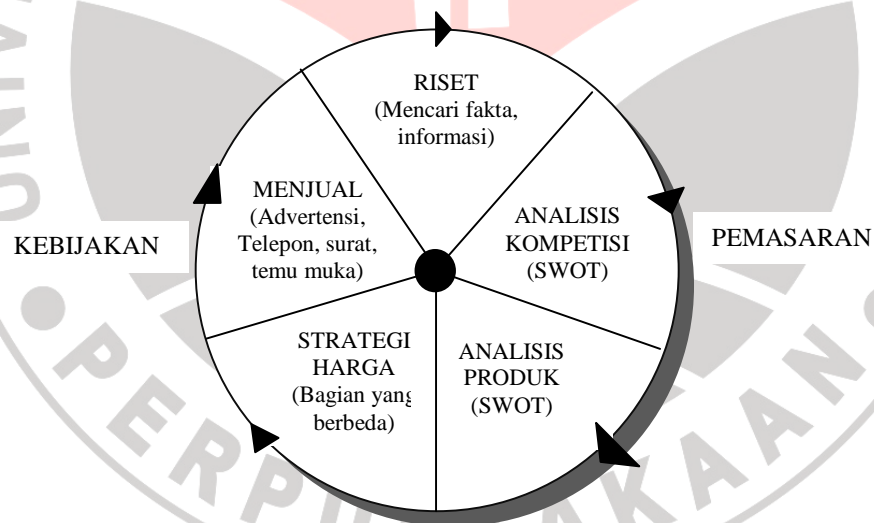 RISET
(Mencari fakta,
informasi)
MENJUAL
(Advertensi,
Telepon, surat,
temu muka)
ANALISIS
KOMPETISI
(SWOT)
KEBIJAKAN
PEMASARAN
STRATEGI
HARGA
(Bagian yang
berbeda)
ANALISIS
PRODUK
(SWOT)